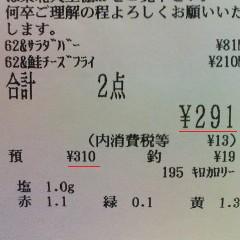 何卒ご理解の程よろしくお願いいた
します。
62&ｻﾗﾀﾞﾊﾞｰ ¥81M
62&鮭ﾁｰｽﾞﾌﾗｲ ¥210M
合計 2点
¥291
(内消費税等 ¥13)
預 ¥310 釣 ¥19
195 ｷﾛｶﾛﾘｰ
塩 1.0g
赤 1.1 緑 0.1 黄 1.3